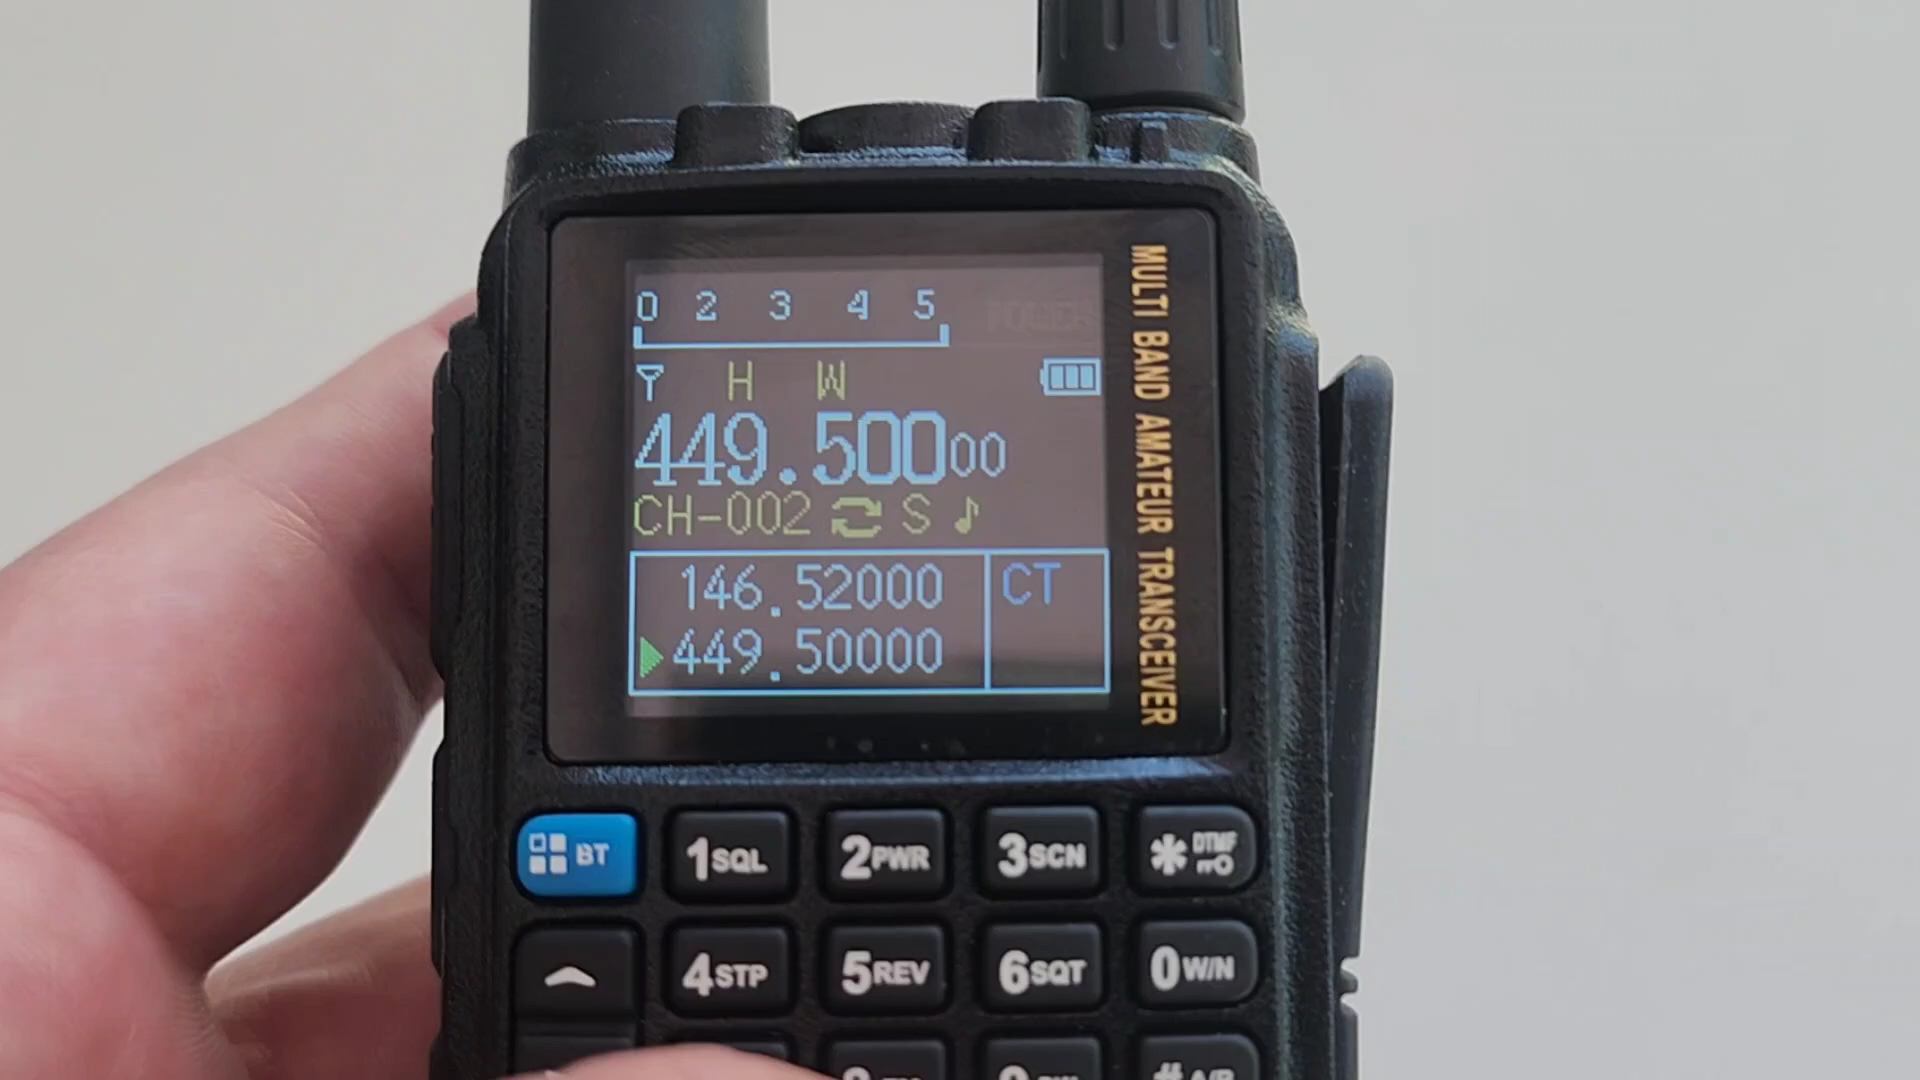 0 2 3 4 5
H W
449.50000
CH-002 S
146.52000 CT
449.50000
MULTI BAND AMATEUR TRANSCEIVER
BT 1SQL 2PWR 3SCN *DTMF
4STP 5REV 6SQT 0W/N